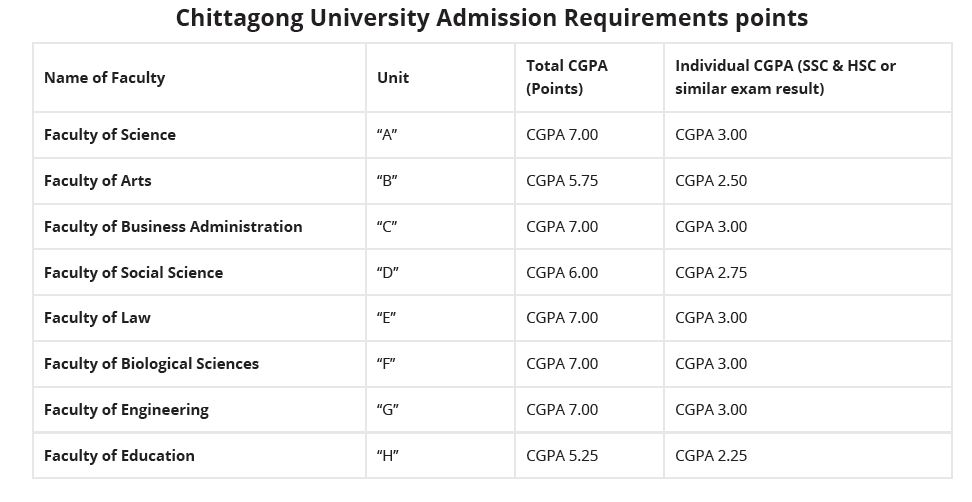 Chittagong University Admission Requirements points
Name of Faculty Unit Total CGPA (Points) Individual CGPA (SSC & HSC or similar exam result)
Faculty of Science “A” CGPA 7.00 CGPA 3.00
Faculty of Arts “B” CGPA 5.75 CGPA 2.50
Faculty of Business Administration “C” CGPA 7.00 CGPA 3.00
Faculty of Social Science “D” CGPA 6.00 CGPA 2.75
Faculty of Law “E” CGPA 7.00 CGPA 3.00
Faculty of Biological Sciences “F” CGPA 7.00 CGPA 3.00
Faculty of Engineering “G” CGPA 7.00 CGPA 3.00
Faculty of Education “H” CGPA 5.25 CGPA 2.25